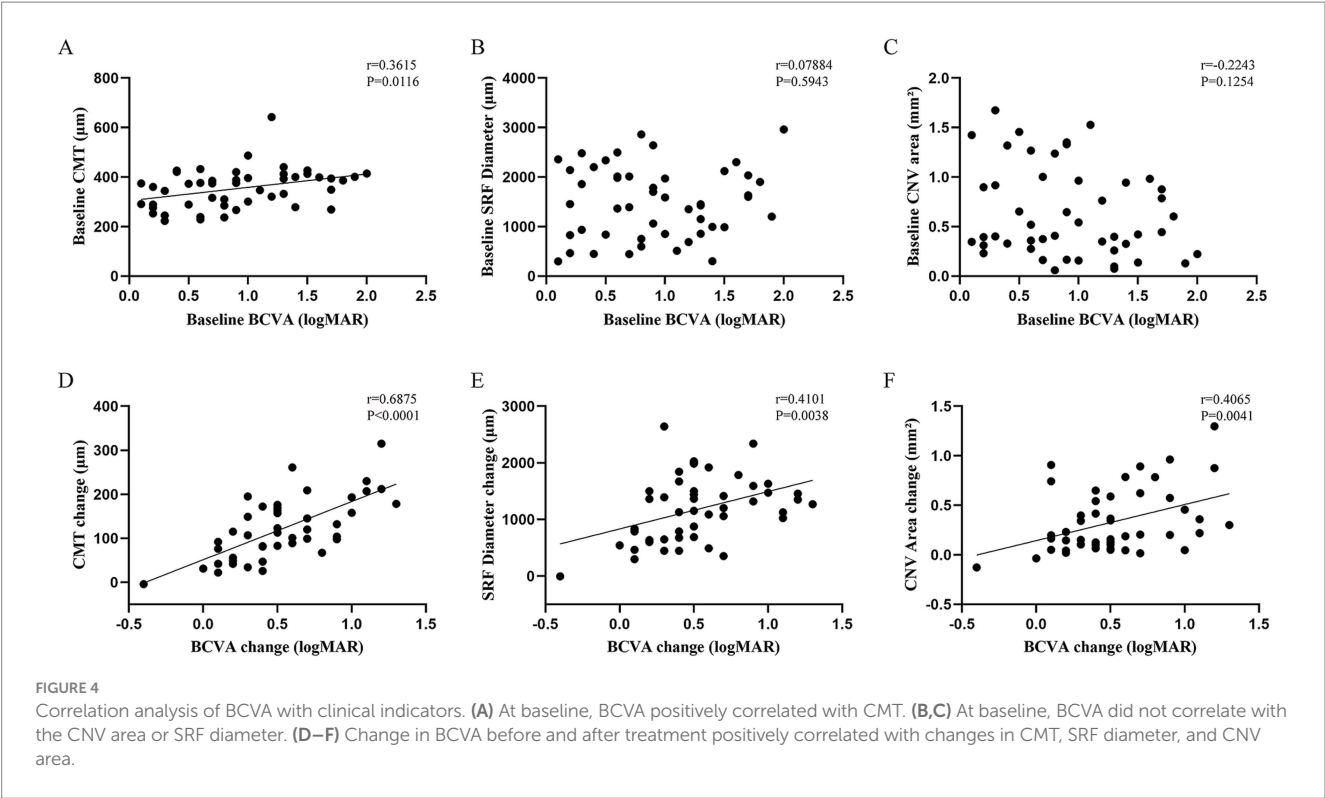 A
r=0.3615
P=0.0116
Baseline CMT (μm)
800
600
400
200
0
0.0 0.5 1.0 1.5 2.0 2.5
Baseline BCVA (logMAR)
B
r=0.07884
P=0.5943
Baseline SRF Diameter (μm)
4000
3000
2000
1000
0
0.0 0.5 1.0 1.5 2.0 2.5
Baseline BCVA (logMAR)
C
r=-0.2243
P=0.1254
Baseline CNV area (mm²)
2.0
1.5
1.0
0.5
0.0
0.0 0.5 1.0 1.5 2.0 2.5
Baseline BCVA (logMAR)
D
r=0.6875
P<0.0001
CMT change (μm)
400
300
200
100
0
-0.5 0.0 0.5 1.0 1.5
BCVA change (logMAR)
E
r=0.4101
P=0.0038
SRF Diameter change (μm)
3000
2000
1000
0
-0.5 0.0 0.5 1.0 1.5
BCVA change (logMAR)
F
r=0.4065
P=0.0041
CNV Area change (mm²)
1.5
1.0
0.5
0.0
-0.5
-0.5 0.0 0.5 1.0 1.5
BCVA change (logMAR)
FIGURE 4
Correlation analysis of BCVA with clinical indicators. (A) At baseline, BCVA positively correlated with CMT. (B,C) At baseline, BCVA did not correlate with
the CNV area or SRF diameter. (D–F) Change in BCVA before and after treatment positively correlated with changes in CMT, SRF diameter, and CNV
area.